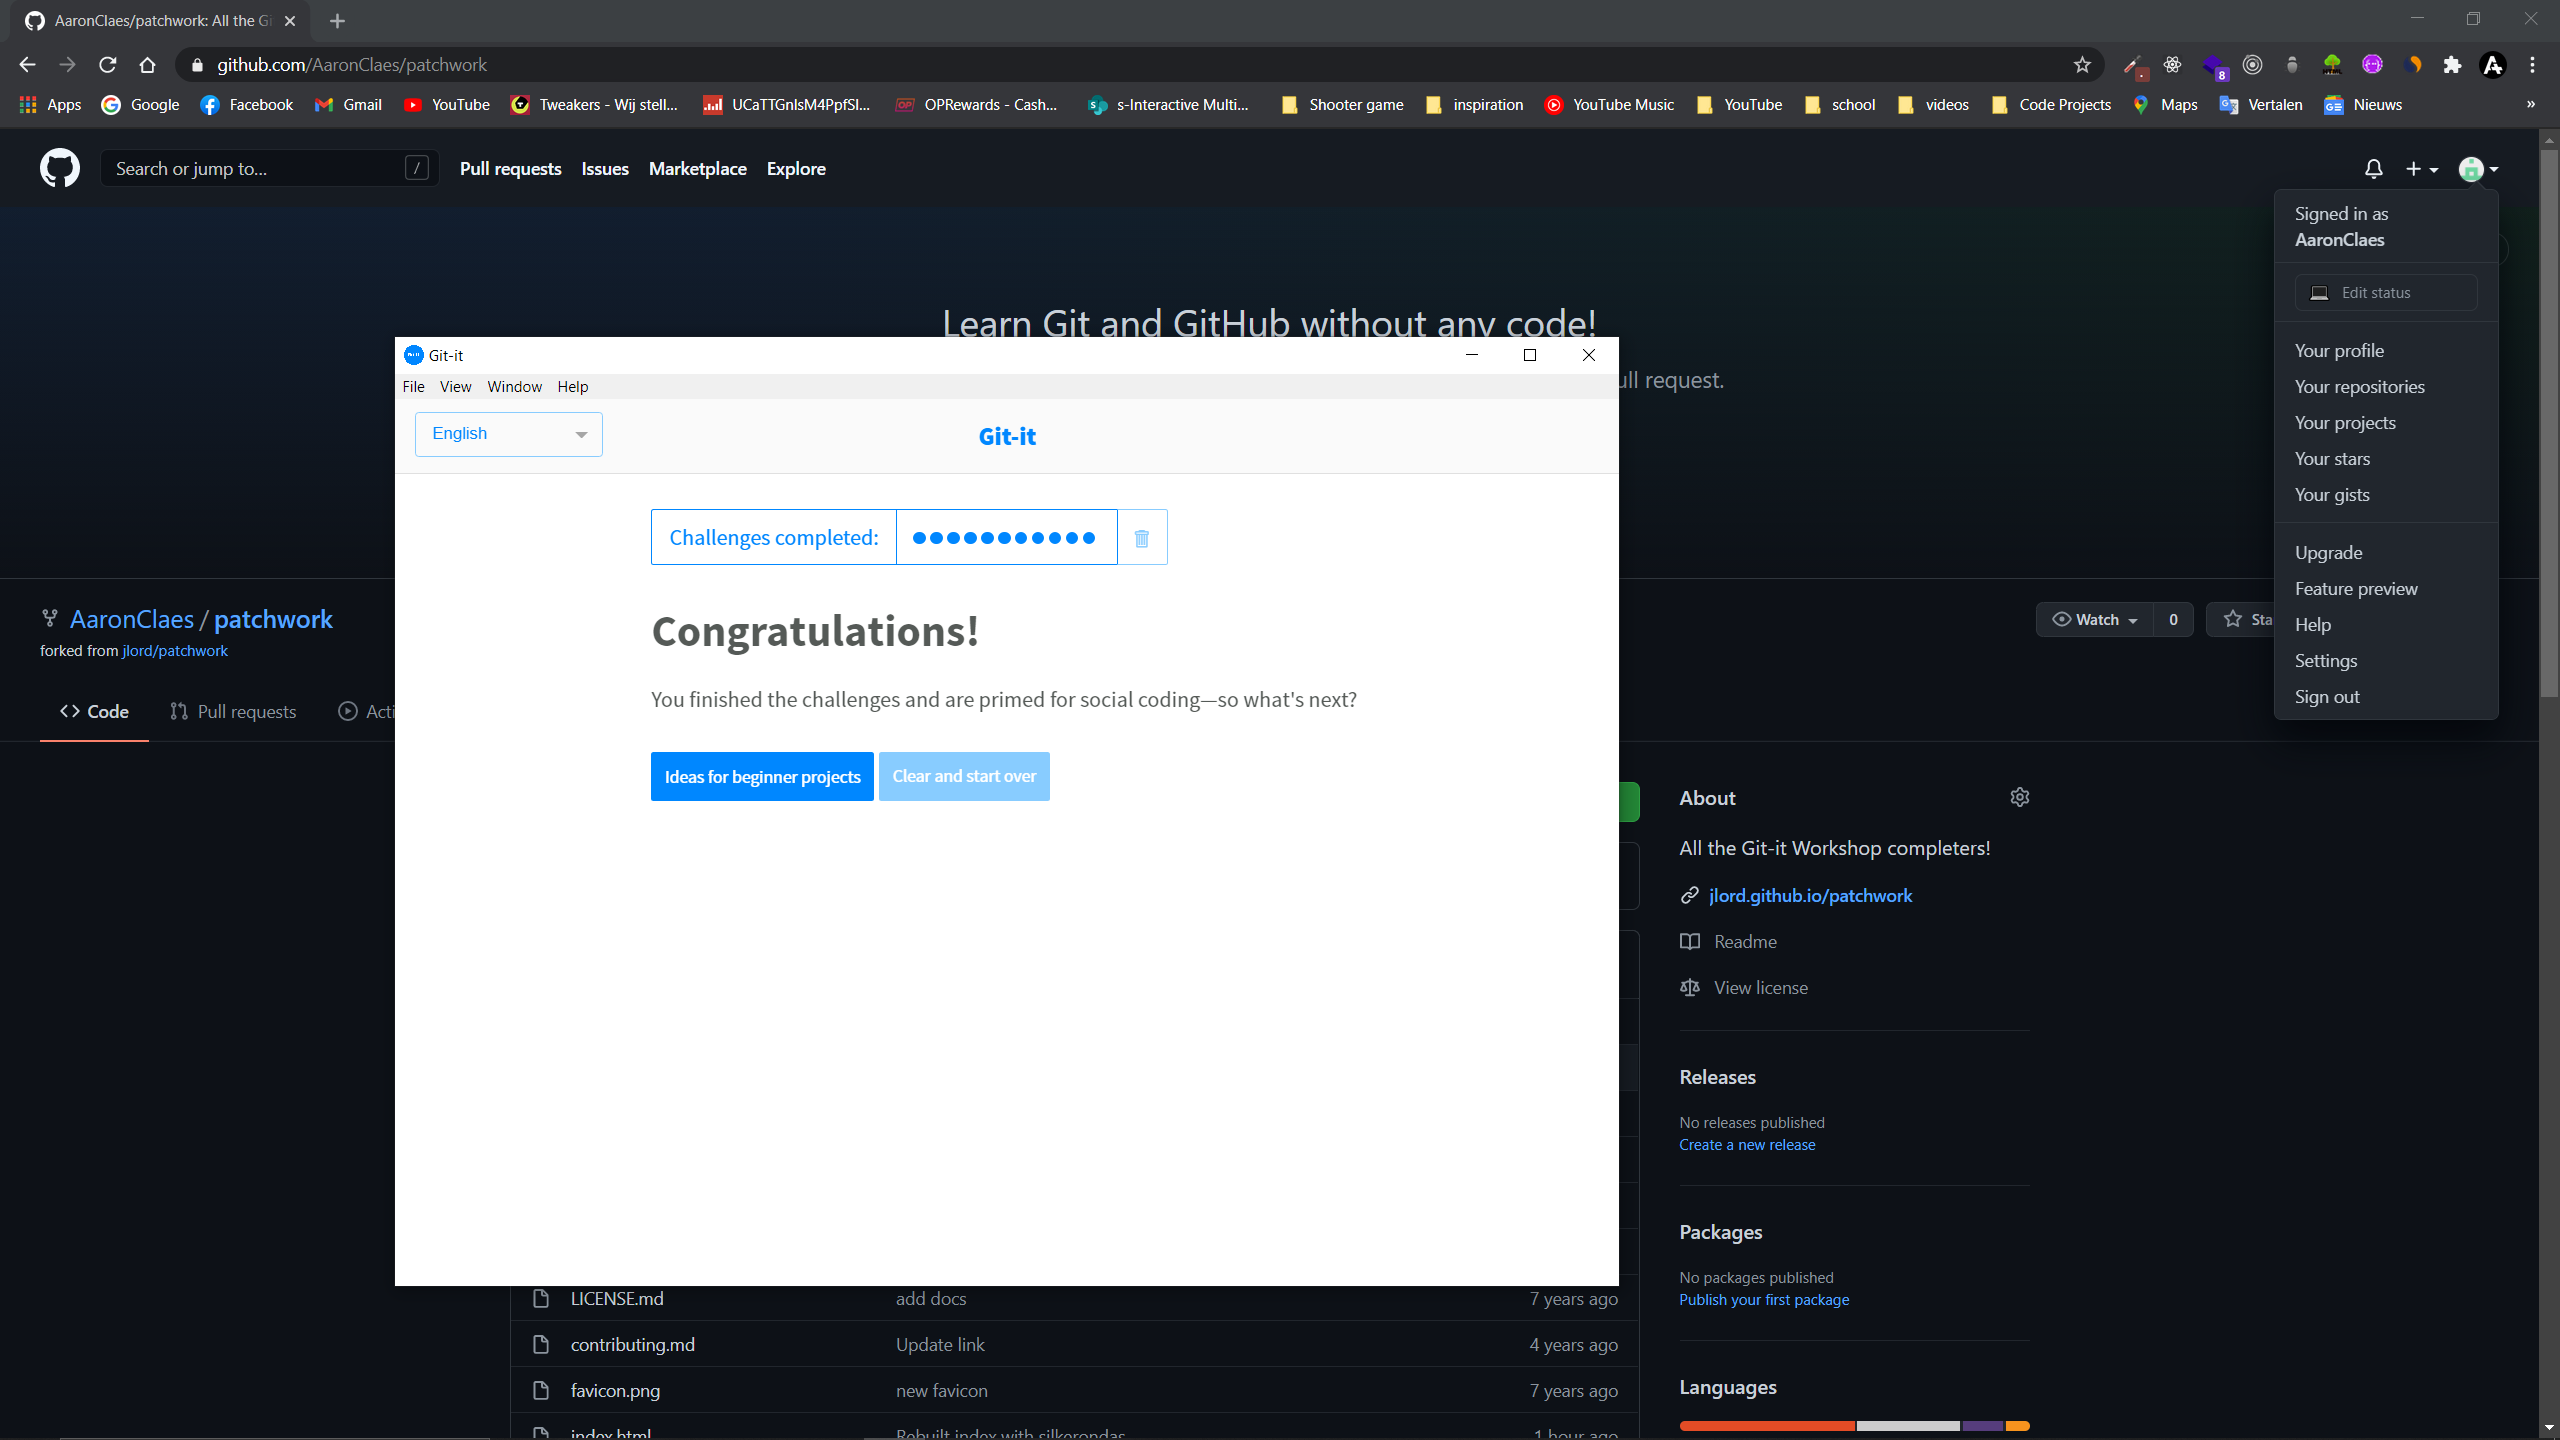 AaronClaes/patchwork: All the Gi
github.com/AaronClaes/patchwork
8
Apps Google Facebook Gmail YouTube Tweakers - Wij stell... UCaTTGnlsM4PpfSl... OPRewards - Cash... s-Interactive Multi... Shooter game inspiration YouTube Music YouTube school videos Code Projects Maps Vertalen Nieuws »
Search or jump to... /
Pull requests Issues Marketplace Explore
Signed in as
AaronClaes
Edit status
Your profile
Your repositories
Your projects
Your stars
Your gists
Upgrade
Feature preview
Help
Settings
Sign out
Learn Git and GitHub without any code!
ull request.
AaronClaes / patchwork
forked from jlord/patchwork
Watch 0 Sta
Code Pull requests Acti
Git-it
File View Window Help
English
Git-it
Challenges completed:
Congratulations!
You finished the challenges and are primed for social coding—so what's next?
Ideas for beginner projects Clear and start over
About
All the Git-it Workshop completers!
jlord.github.io/patchwork
Readme
View license
Releases
No releases published
Create a new release
Packages
No packages published
Publish your first package
Languages
LICENSE.md add docs 7 years ago
contributing.md Update link 4 years ago
favicon.png new favicon 7 years ago
index.html Rebuilt index with silkerondas 1 hour ago